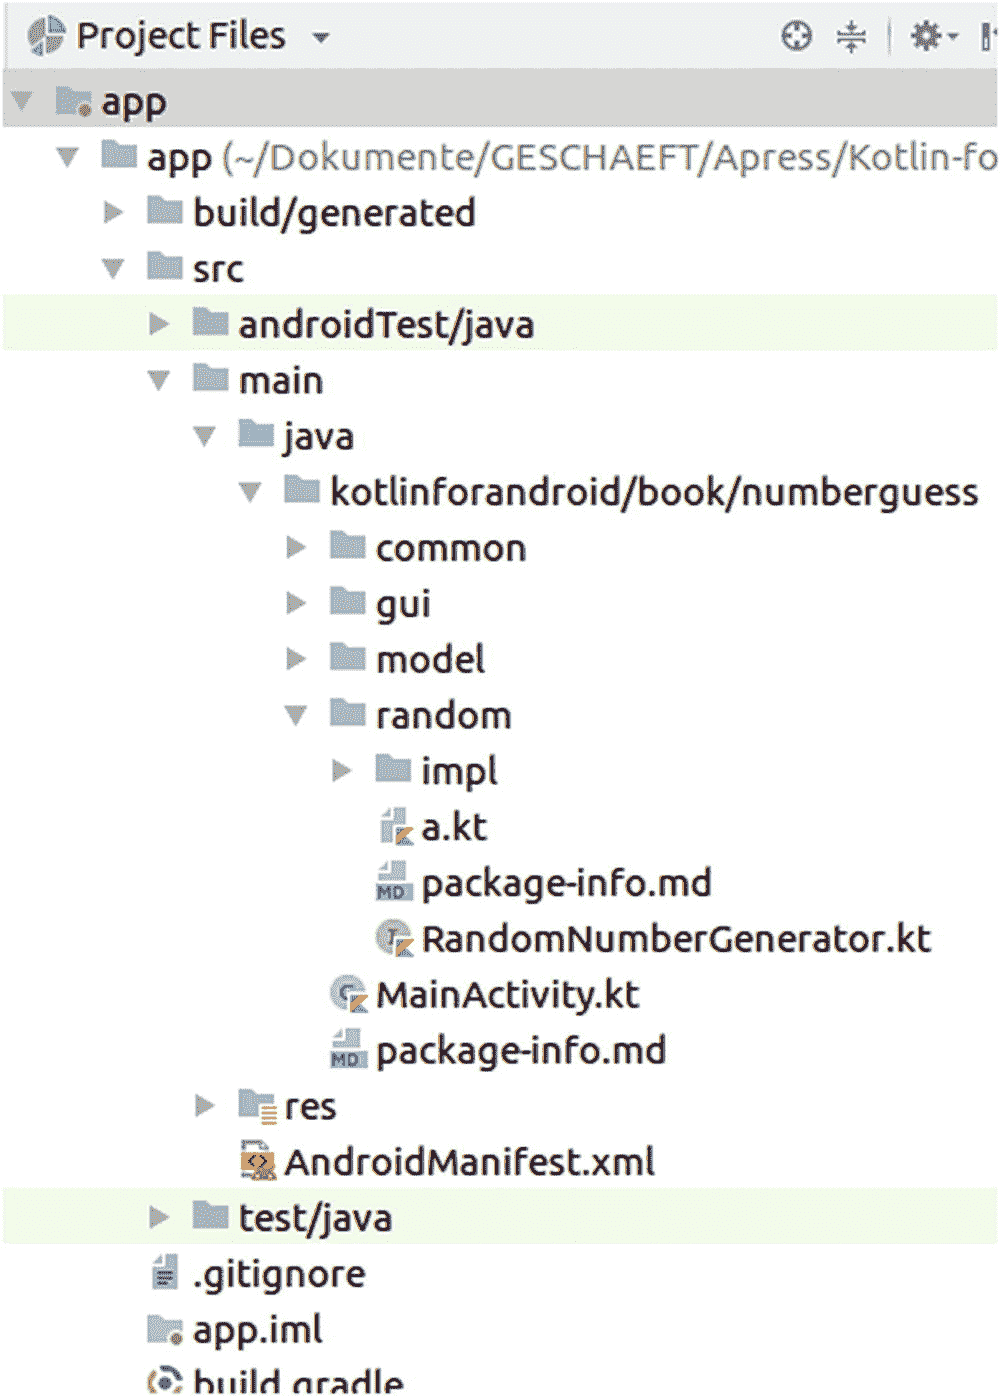 Project Files
app
app (~/Dokumente/GESCHAEFT/Apress/Kotlin-fo
build/generated
src
androidTest/java
main
java
kotlinforandroid/book/numberguess
common
gui
model
random
impl
a.kt
MD package-info.md
I RandomNumberGenerator.kt
C MainActivity.kt
MD package-info.md
res
<> AndroidManifest.xml
test/java
.gitignore
app.iml
build.gradle